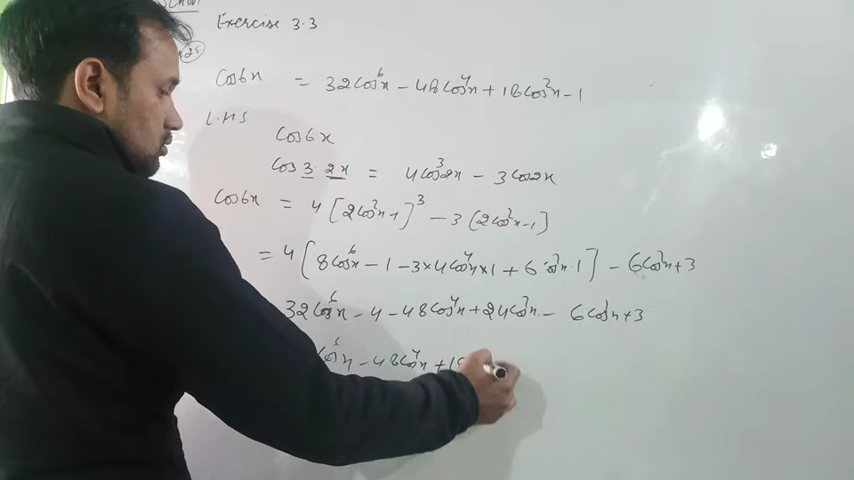 Exercise 3.3
25
cos6x = 32cos⁶x - 48cos⁴x + 18cos²x - 1
L.H.S
cos6x
cos 3 2x = 4cos³2x - 3cos2x
cos6x = 4[2cos²x-1]³ - 3[2cos²x-1]
= 4[8cos⁶x - 1 - 3×4cos⁴x×1 + 6cos²x·1] - 6cos²x+3
32cos⁶x - 4 - 48cos⁴x + 24cos²x - 6cos²x+3
cos⁶x - 48cos⁴x + 18